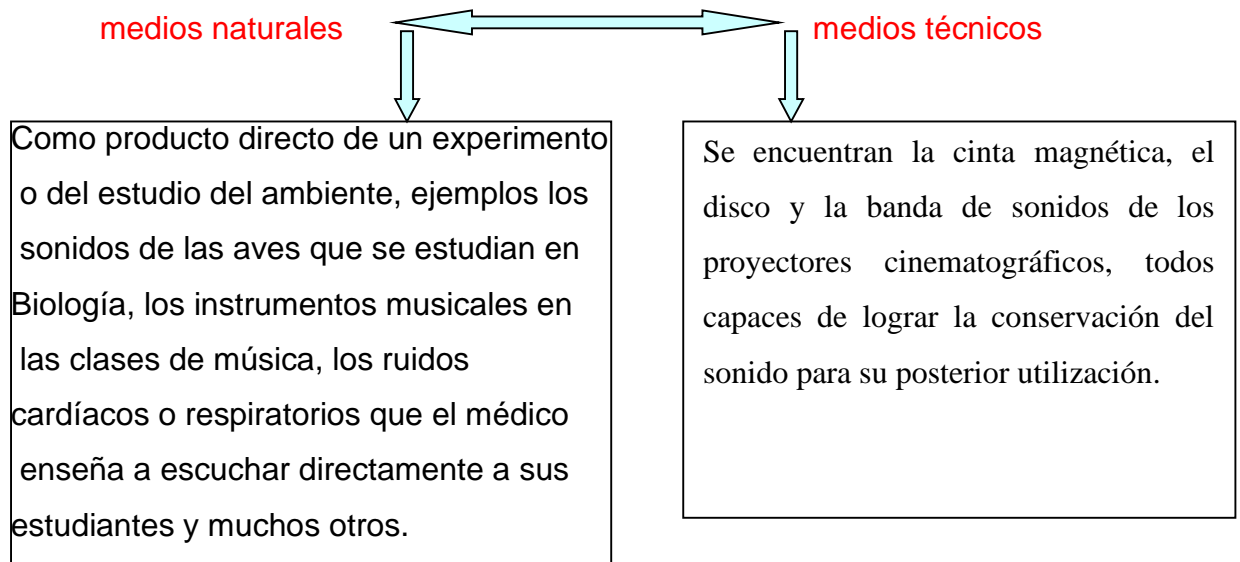 medios naturales
medios técnicos
Como producto directo de un experimento
o del estudio del ambiente, ejemplos los
sonidos de las aves que se estudian en
Biología, los instrumentos musicales en
las clases de música, los ruidos
cardíacos o respiratorios que el médico
enseña a escuchar directamente a sus
estudiantes y muchos otros.
Se encuentran la cinta magnética, el
disco y la banda de sonidos de los
proyectores cinematográficos, todos
capaces de lograr la conservación del
sonido para su posterior utilización.